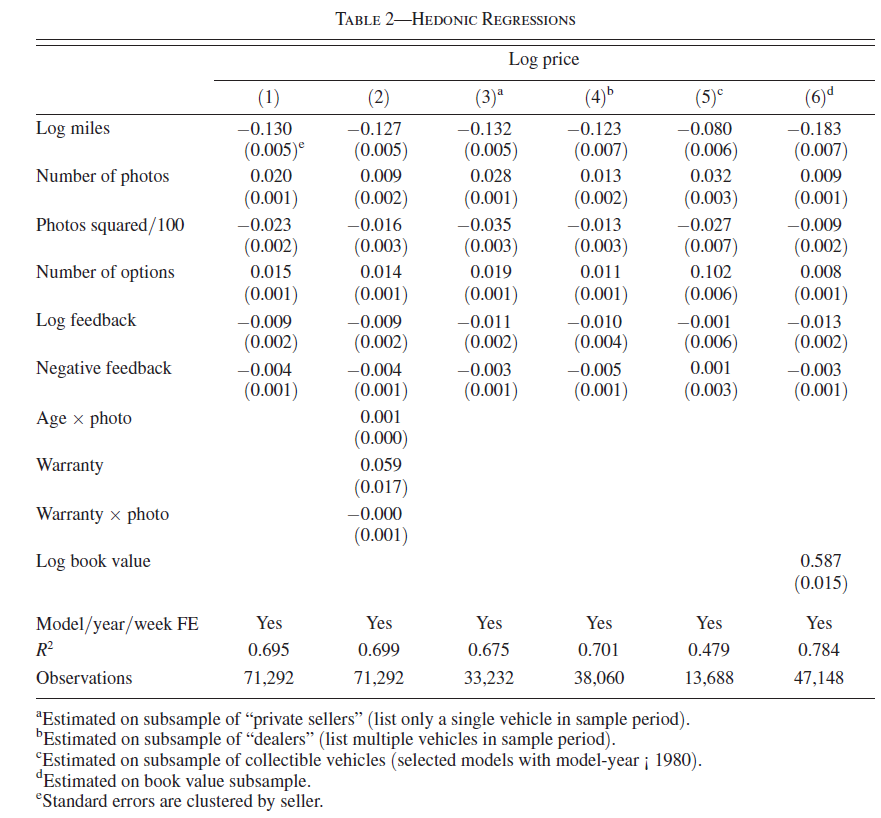 TABLE 2—HEDONIC REGRESSIONS
Log price
(1) (2) (3)a (4)b (5)c (6)d
Log miles −0.130 −0.127 −0.132 −0.123 −0.080 −0.183
(0.005)e (0.005) (0.005) (0.007) (0.006) (0.007)
Number of photos 0.020 0.009 0.028 0.013 0.032 0.009
(0.001) (0.002) (0.001) (0.002) (0.003) (0.001)
Photos squared/100 −0.023 −0.016 −0.035 −0.013 −0.027 −0.009
(0.002) (0.003) (0.003) (0.003) (0.007) (0.002)
Number of options 0.015 0.014 0.019 0.011 0.102 0.008
(0.001) (0.001) (0.001) (0.001) (0.006) (0.001)
Log feedback −0.009 −0.009 −0.011 −0.010 −0.001 −0.013
(0.002) (0.002) (0.002) (0.004) (0.006) (0.002)
Negative feedback −0.004 −0.004 −0.003 −0.005 0.001 −0.003
(0.001) (0.001) (0.001) (0.001) (0.003) (0.001)
Age × photo 0.001
(0.000)
Warranty 0.059
(0.017)
Warranty × photo −0.000
(0.001)
Log book value 0.587
(0.015)
Model/year/week FE Yes Yes Yes Yes Yes Yes
R² 0.695 0.699 0.675 0.701 0.479 0.784
Observations 71,292 71,292 33,232 38,060 13,688 47,148
aEstimated on subsample of “private sellers” (list only a single vehicle in sample period).
bEstimated on subsample of “dealers” (list multiple vehicles in sample period).
cEstimated on subsample of collectible vehicles (selected models with model-year ¡ 1980).
dEstimated on book value subsample.
eStandard errors are clustered by seller.